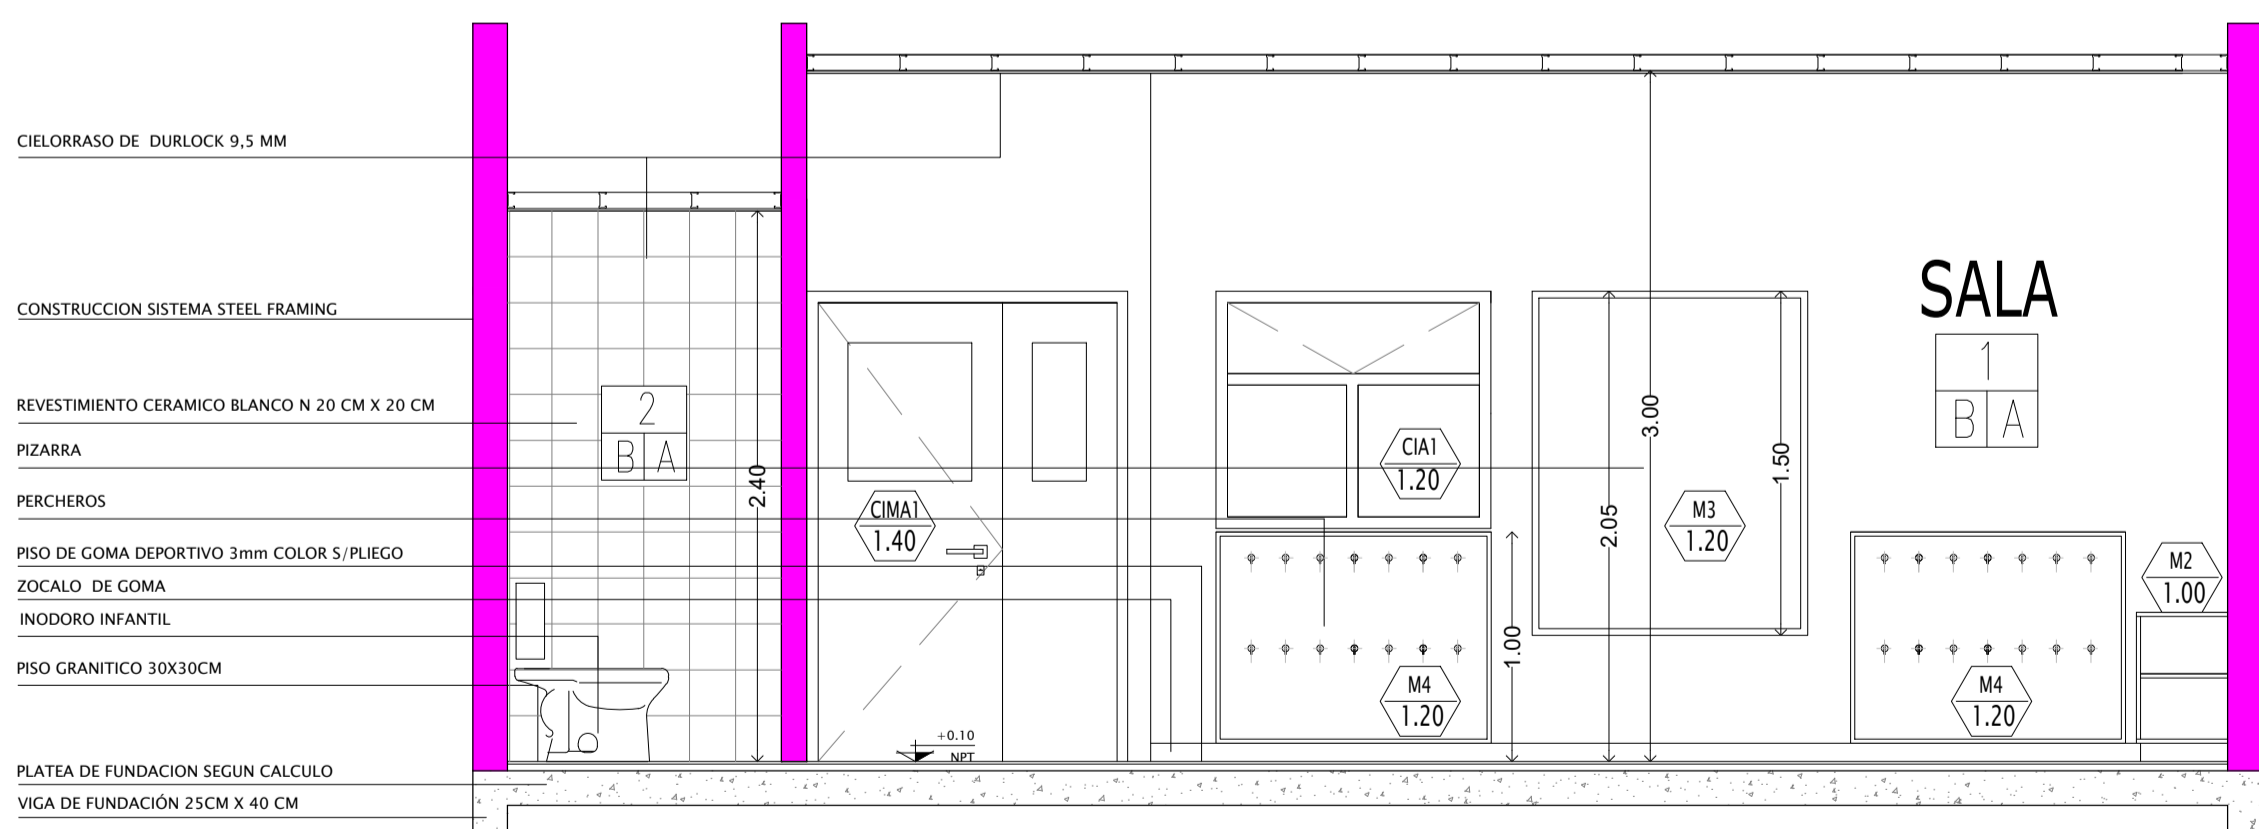 CIELORRASO DE  DURLOCK 9,5 MM
CONSTRUCCION SISTEMA STEEL FRAMING
REVESTIMIENTO CERAMICO BLANCO N 20 CM X 20 CM
PIZARRA
PERCHEROS
PISO DE GOMA DEPORTIVO 3mm COLOR S/PLIEGO
ZOCALO  DE GOMA
INODORO INFANTIL
PISO GRANITICO 30X30CM
PLATEA DE FUNDACION SEGUN CALCULO
VIGA DE FUNDACIÓN 25CM X 40 CM
2
B A
2.40
CIMA1
1.40
+0.10
NPT
CIA1
1.20
M4
1.20
1.00
2.05
3.00
M3
1.20
1.50
SALA
1
B A
M4
1.20
M2
1.00